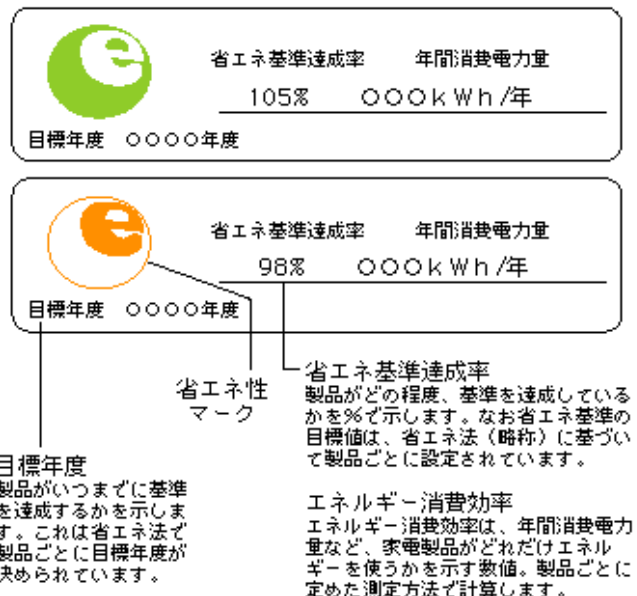 e
省エネ基準達成率 年間消費電力量
105% ○○○kWh/年
目標年度 ○○○○年度
e
省エネ基準達成率 年間消費電力量
98% ○○○kWh/年
目標年度 ○○○○年度
省エネ性
マーク
省エネ基準達成率
製品がどの程度、基準を達成している
かを%で示します。なお省エネ基準の
目標値は、省エネ法(略称)に基づい
て製品ごとに設定されています。
目標年度
製品がいつまでに基準
を達成するかを示しま
す。これは省エネ法で
製品ごとに目標年度が
決められています。
エネルギー消費効率
エネルギー消費効率は、年間消費電力
量など、家電製品がどれだけエネル
ギーを使うかを示す数値。製品ごとに
定めた測定方法で計算します。